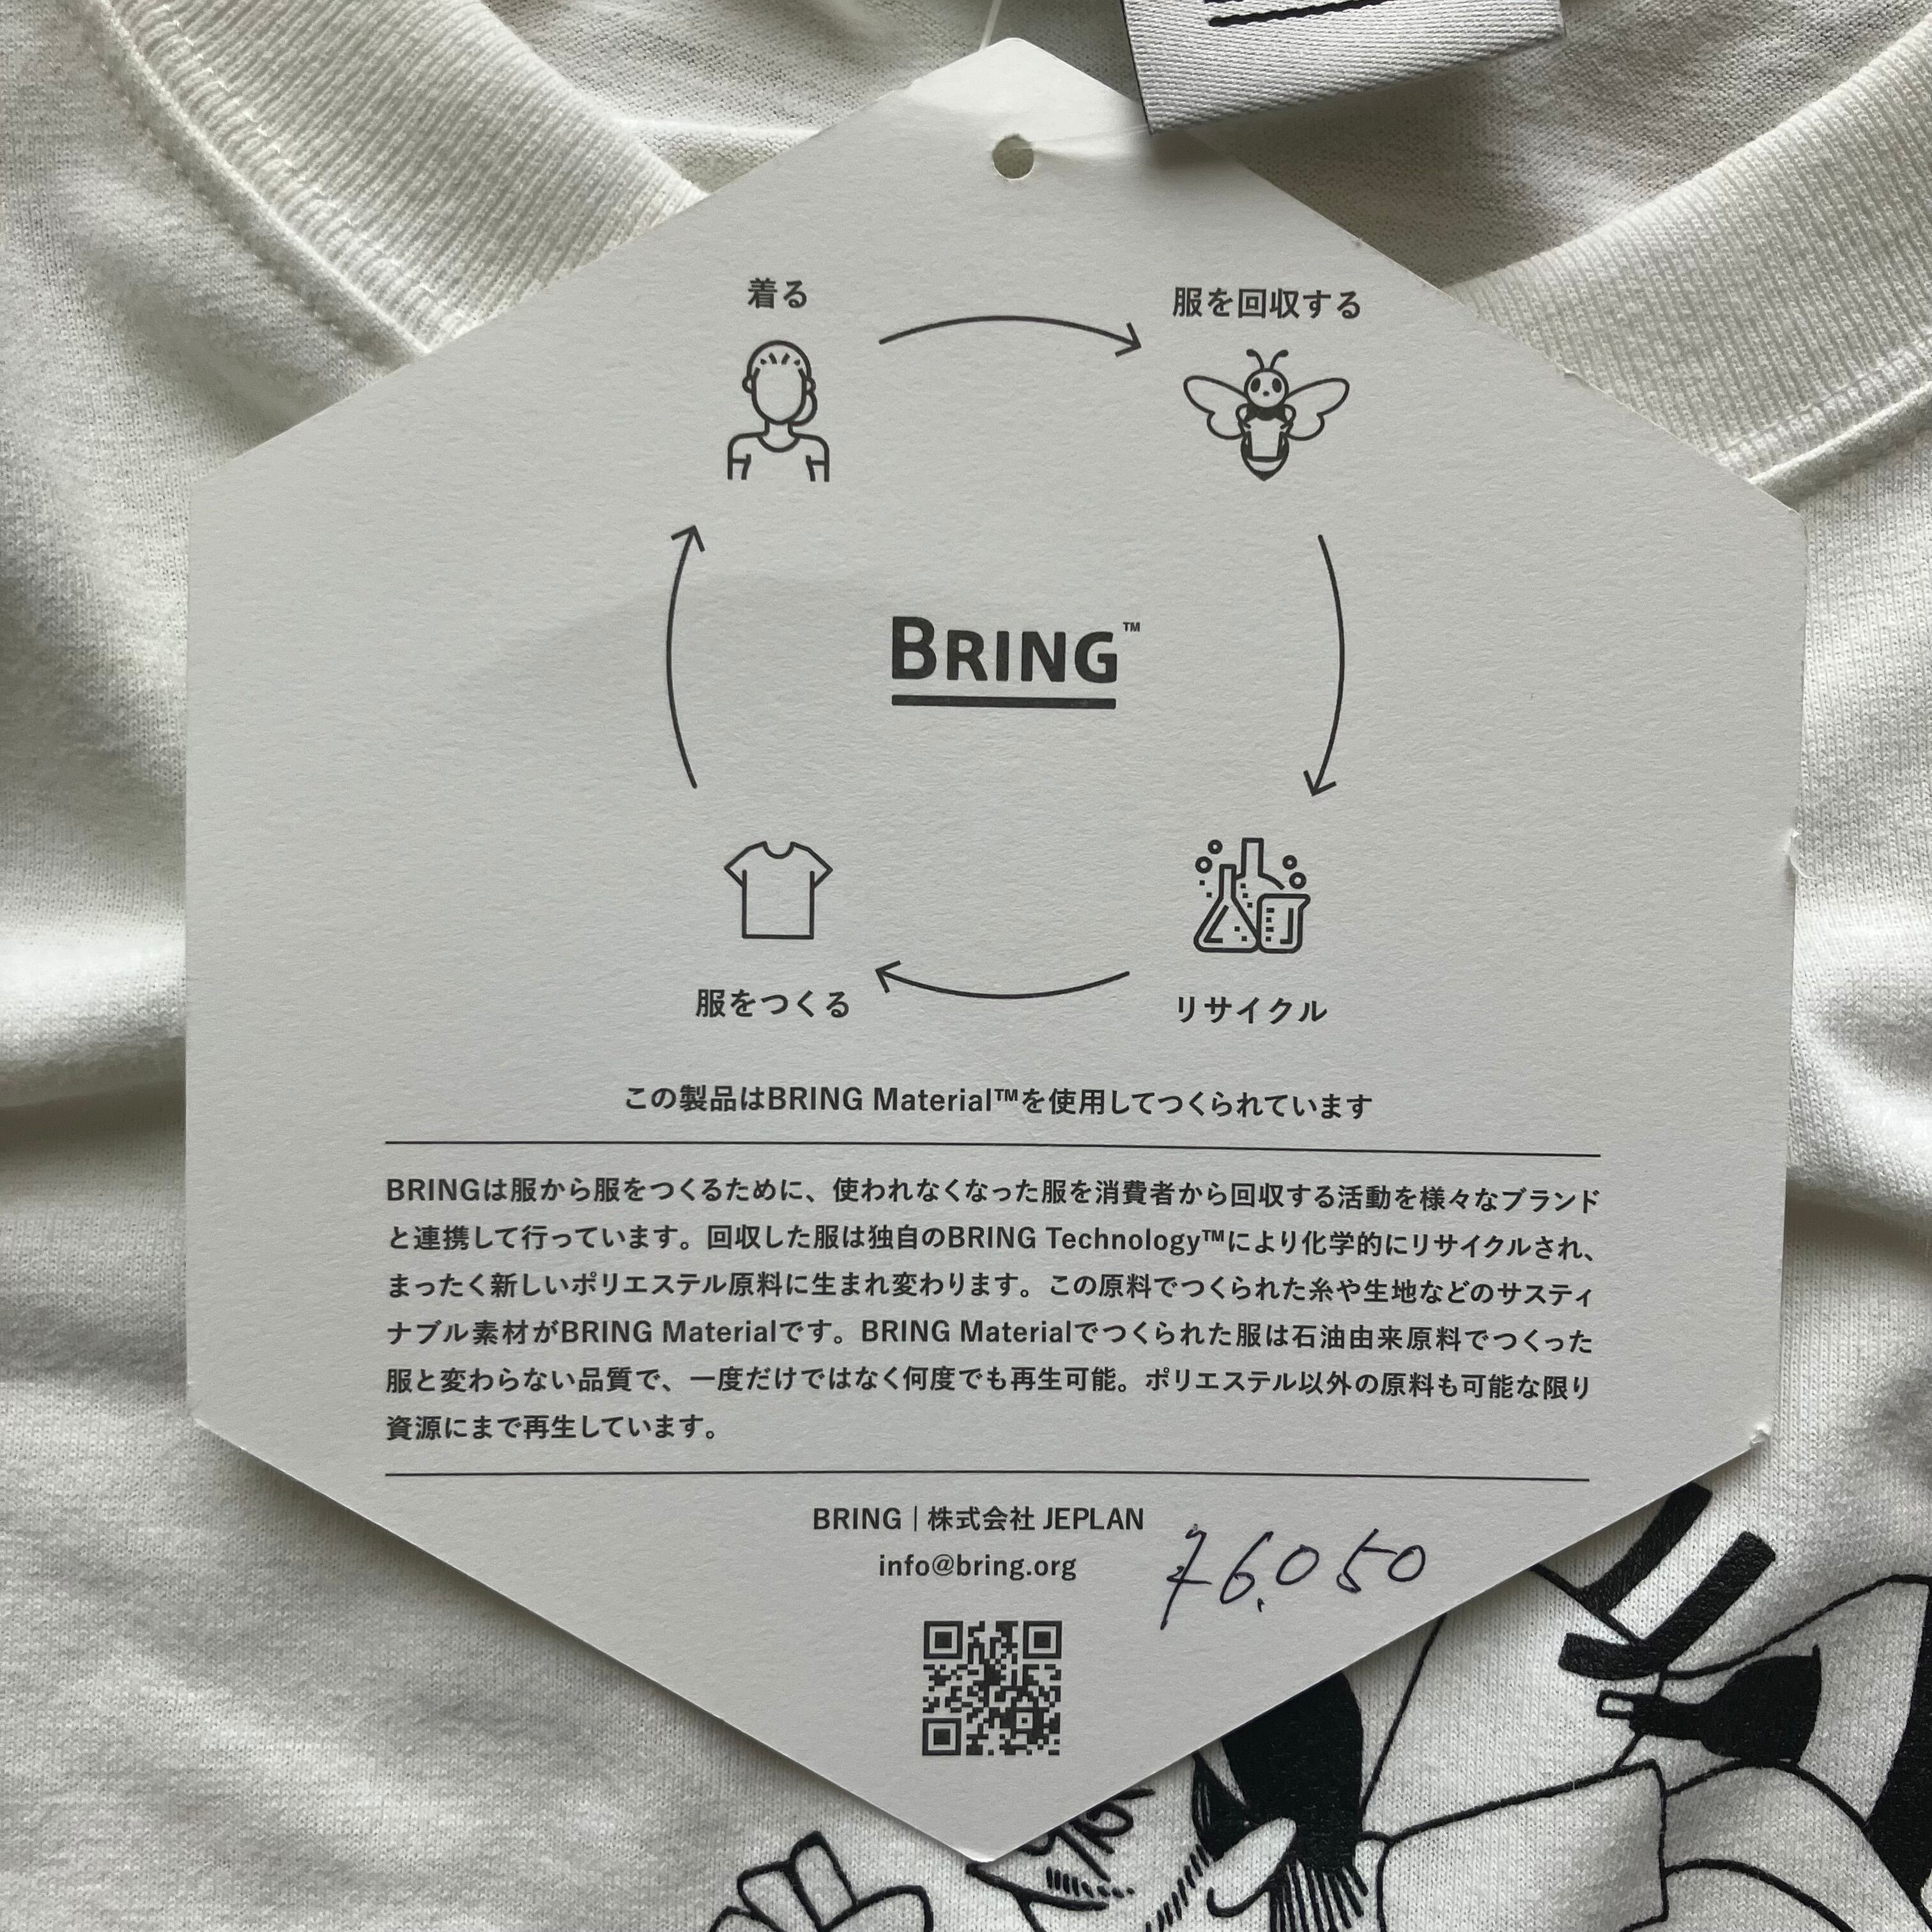 着る
服を回収する
BRING™
服をつくる
リサイクル
この製品はBRING Material™を使用してつくられています
BRINGは服から服をつくるために、使われなくなった服を消費者から回収する活動を様々なブランド
と連携して行っています。回収した服は独自のBRING Technology™により化学的にリサイクルされ、
まったく新しいポリエステル原料に生まれ変わります。この原料でつくられた糸や生地などのサスティ
ナブル素材がBRING Materialです。BRING Materialでつくられた服は石油由来原料でつくった
服と変わらない品質で、一度だけではなく何度でも再生可能。ポリエステル以外の原料も可能な限り
資源にまで再生しています。
BRING | 株式会社 JEPLAN
info@bring.org
¥6,050